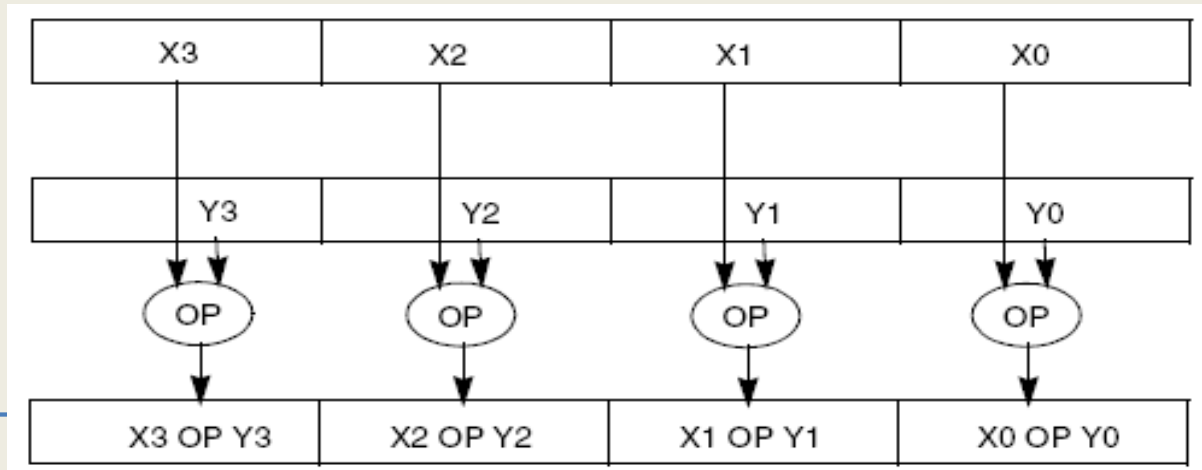 X3 X2 X1 X0
Y3 Y2 Y1 Y0
OP OP OP OP
X3 OP Y3 X2 OP Y2 X1 OP Y1 X0 OP Y0